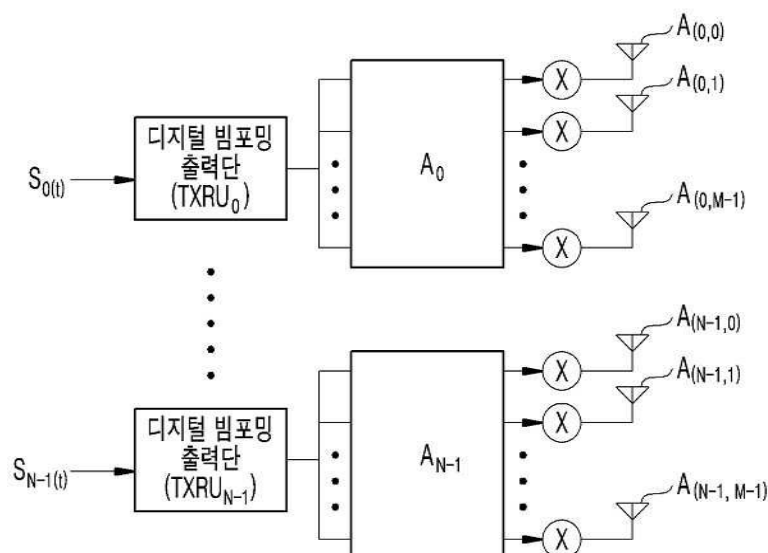 A(0,0)
A(0,1)
디지털 빔포밍
출력단
(TXRU0)
S0(t)
A0
A(0,M-1)
X
X
X
A(N-1,0)
A(N-1,1)
디지털 빔포밍
출력단
(TXRUN-1)
SN-1(t)
AN-1
A(N-1, M-1)
X
X
X